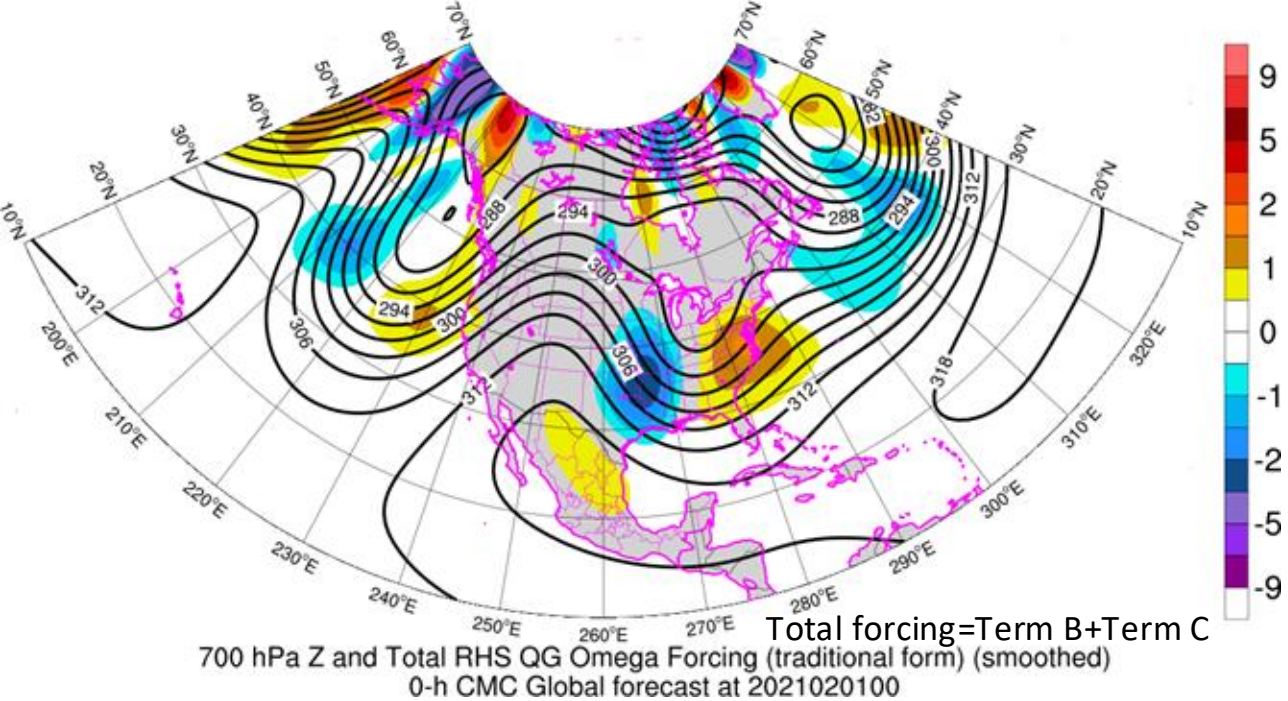 70°N
60°N
50°N
40°N
30°N
20°N
10°N
70°N
60°N
50°N
40°N
30°N
20°N
10°N
282
300
312
288
294
288
294
300
312
294
300
306
306
312
312
318
200°E
210°E
220°E
230°E
240°E
250°E
260°E
270°E
280°E
290°E
300°E
310°E
320°E
9
5
2
1
0
-1
-2
-5
-9
Total forcing=Term B+Term C
700 hPa Z and Total RHS QG Omega Forcing (traditional form) (smoothed)
0-h CMC Global forecast at 2021020100